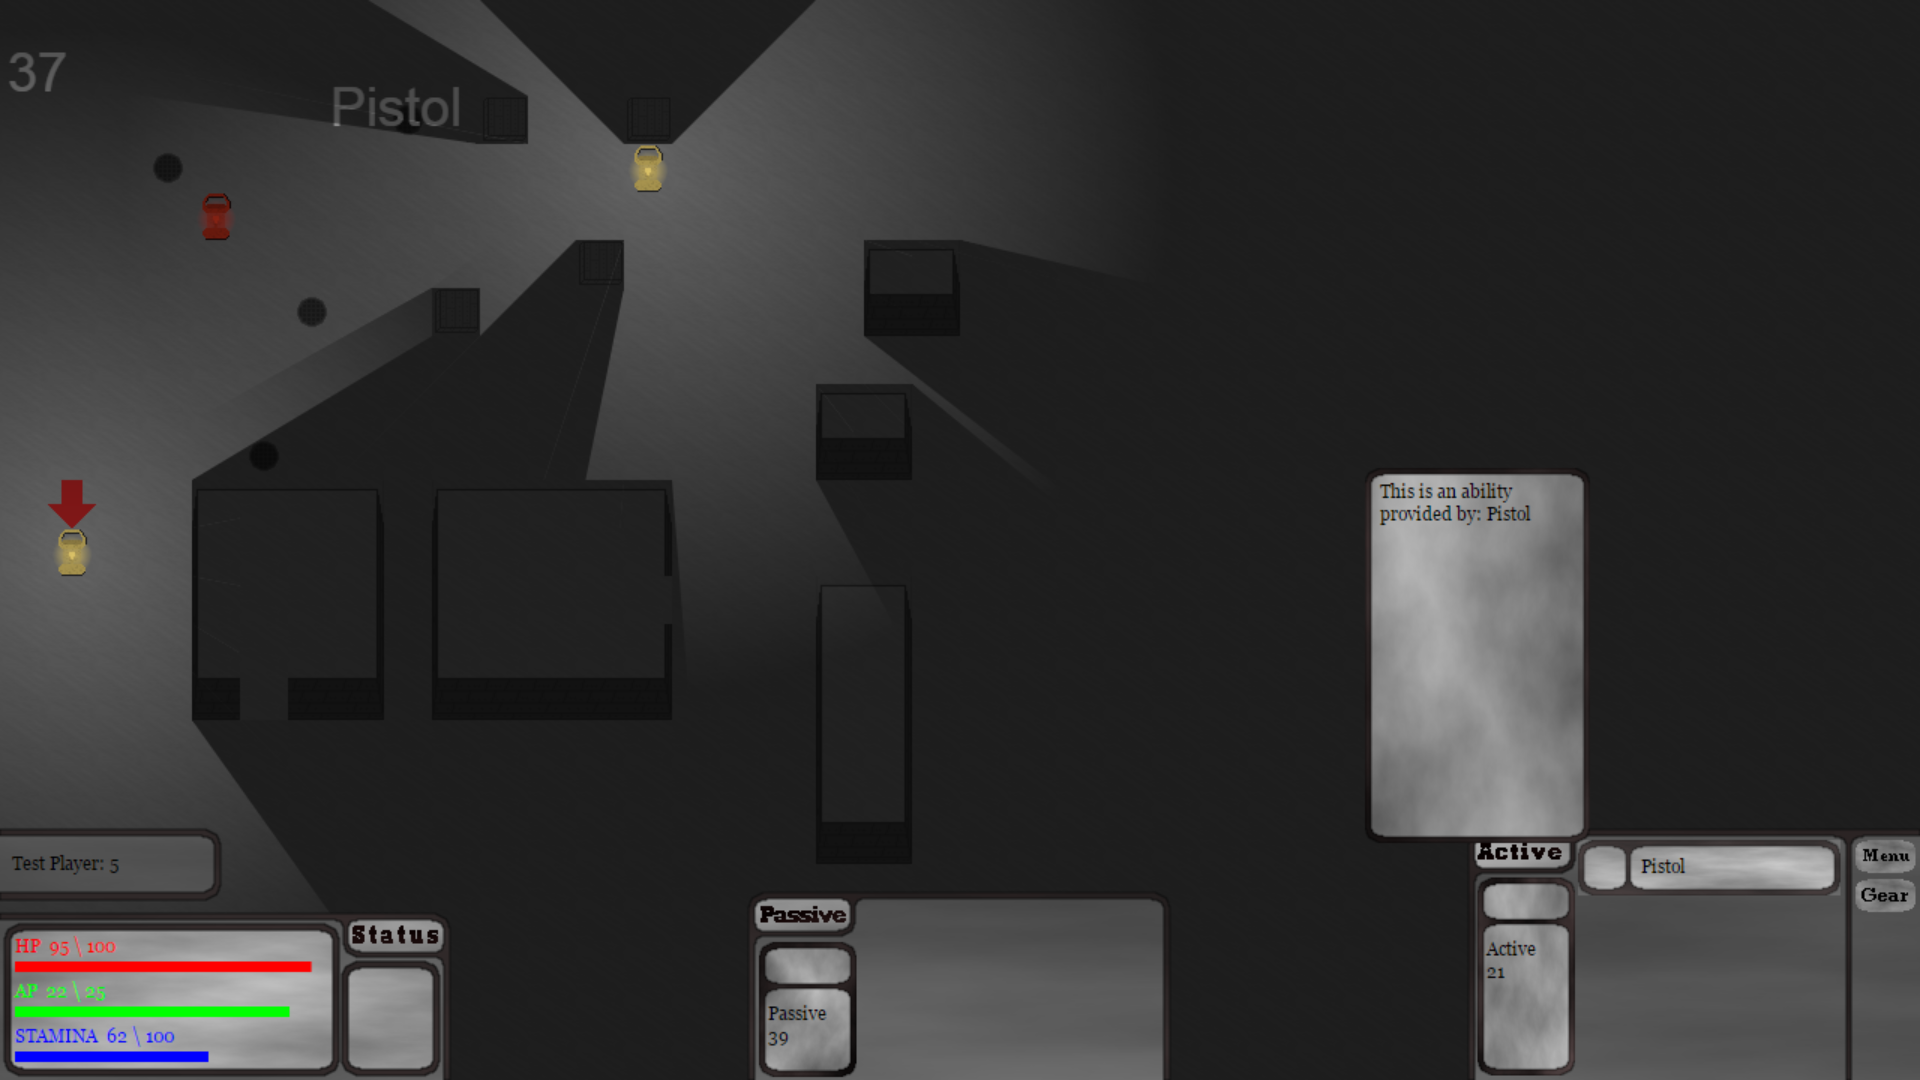 37
Pistol
This is an ability
provided by: Pistol
Test Player: 5
HP 95 \ 100
AP 22 \ 25
STAMINA 62 \ 100
Status
Passive
Passive
39
Active
Active
21
Pistol
Menu
Gear